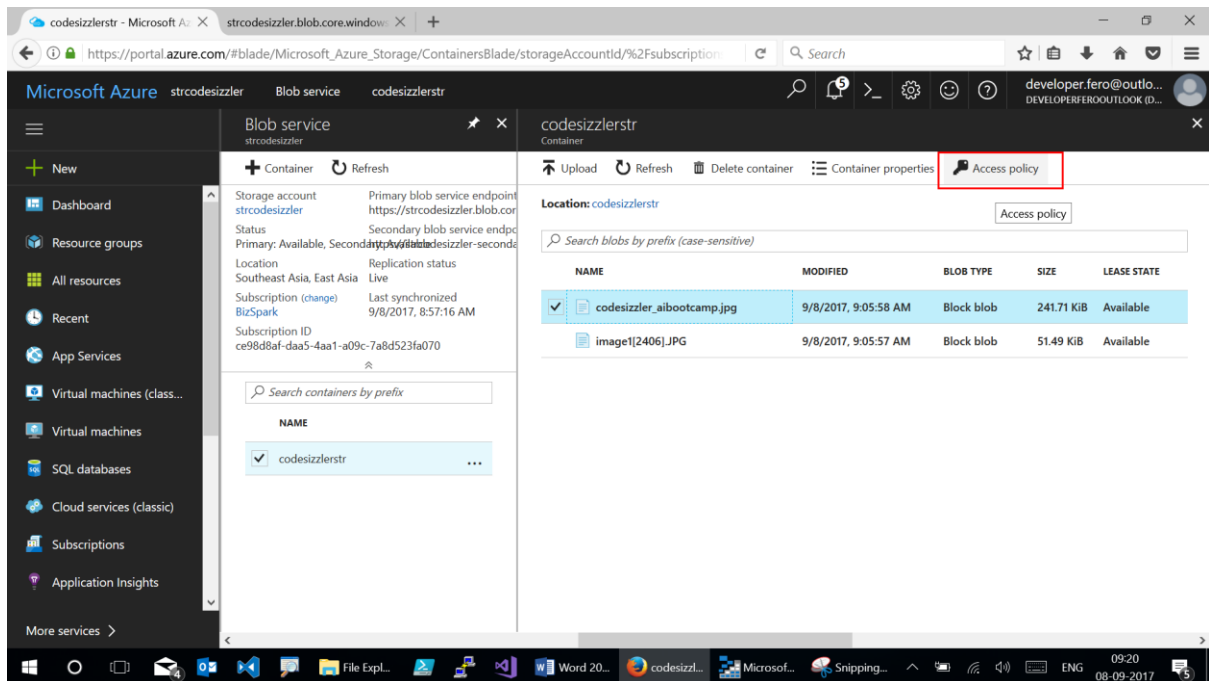 codesizzlerstr - Microsoft Az
strcodesizzler.blob.core.window
https://portal.azure.com/#blade/Microsoft_Azure_Storage/ContainersBlade/storageAccountId/%2Fsubscription
Search
Microsoft Azure strcodesizzler Blob service codesizzlerstr
5
>_
?
developer.fero@outlo...
DEVELOPERFEROOUTLOOK (D...
New
Dashboard
Resource groups
All resources
Recent
App Services
Virtual machines (class...
Virtual machines
SQL databases
Cloud services (classic)
Subscriptions
Application Insights
More services >
Blob service
strcodesizzler
Container Refresh
Storage account Primary blob service endpoint
strcodesizzler https://strcodesizzler.blob.cor
Status Secondary blob service endpo
Primary: Available, Secondary: Available
Location Replication status
Southeast Asia, East Asia Live
Subscription (change) Last synchronized
BizSpark 9/8/2017, 8:57:16 AM
Subscription ID
ce98d8af-daa5-4aa1-a09c-7a8d523fa070
Search containers by prefix
NAME
codesizzlerstr ...
codesizzlerstr
Container
Upload Refresh Delete container Container properties Access policy
Location: codesizzlerstr
Access policy
Search blobs by prefix (case-sensitive)
NAME MODIFIED BLOB TYPE SIZE LEASE STATE
codesizzler_aibootcamp.jpg 9/8/2017, 9:05:58 AM Block blob 241.71 KiB Available
image1[2406].JPG 9/8/2017, 9:05:57 AM Block blob 51.49 KiB Available
4
File Expl...
Word 20...
codesizzl...
Microsof...
Snipping...
ENG
09:20
08-09-2017
5